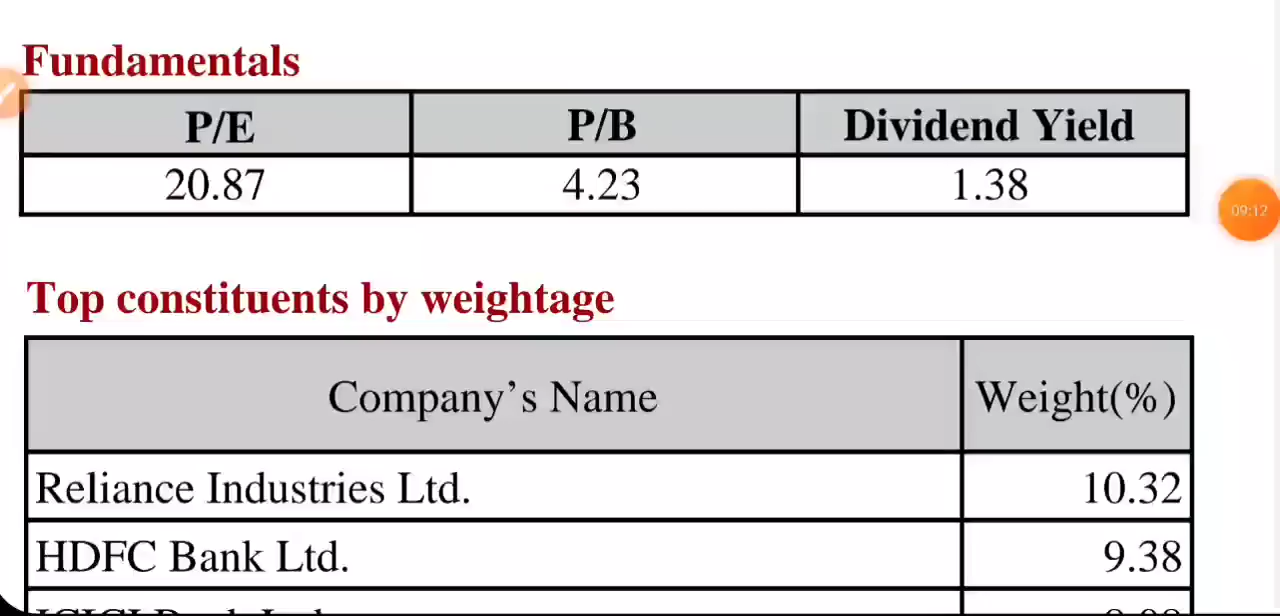 Fundamentals
P/E P/B Dividend Yield
20.87 4.23 1.38
09:12
Top constituents by weightage
Company’s Name Weight(%)
Reliance Industries Ltd. 10.32
HDFC Bank Ltd. 9.38